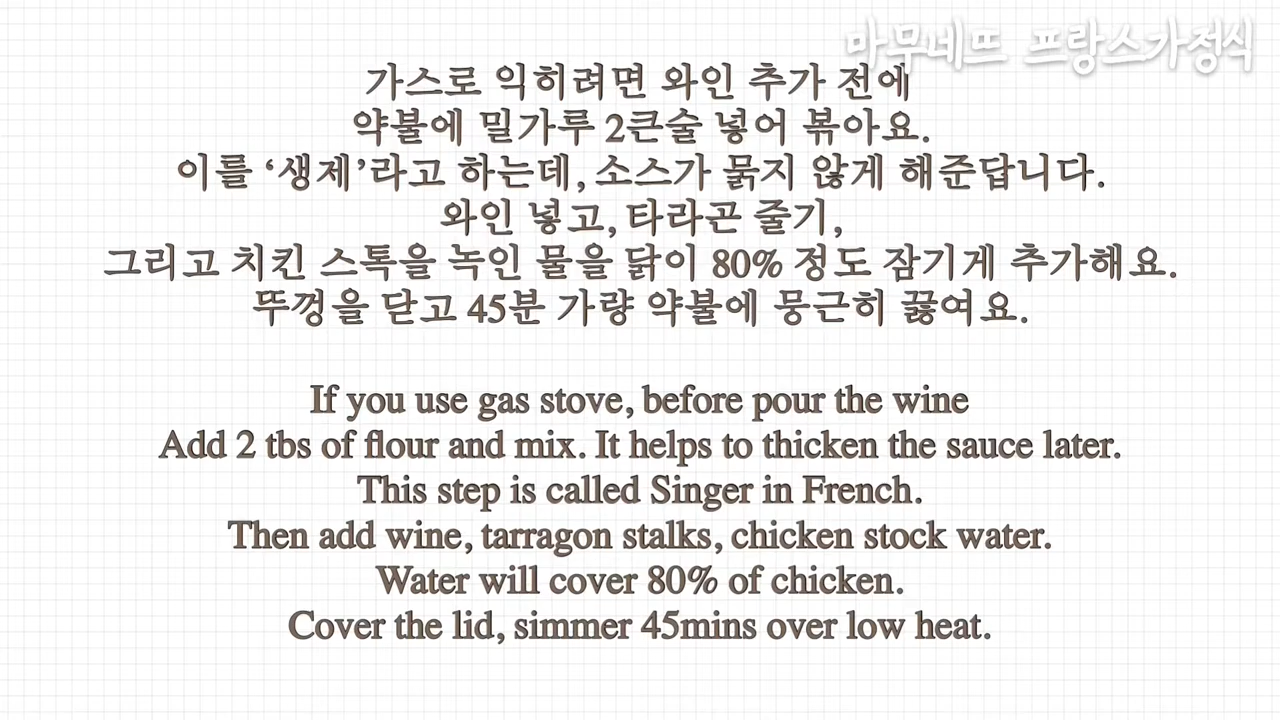 마무네뜨 프랑스가정식
가스로 익히려면 와인 추가 전에
약불에 밀가루 2큰술 넣어 볶아요.
이를 ‘생제’라고 하는데, 소스가 묽지 않게 해준답니다.
와인 넣고, 타라곤 줄기,
그리고 치킨 스톡을 녹인 물을 닭이 80% 정도 잠기게 추가해요.
뚜껑을 닫고 45분 가량 약불에 뭉근히 끓여요.
If you use gas stove, before pour the wine
Add 2 tbs of flour and mix. It helps to thicken the sauce later.
This step is called Singer in French.
Then add wine, tarragon stalks, chicken stock water.
Water will cover 80% of chicken.
Cover the lid, simmer 45mins over low heat.